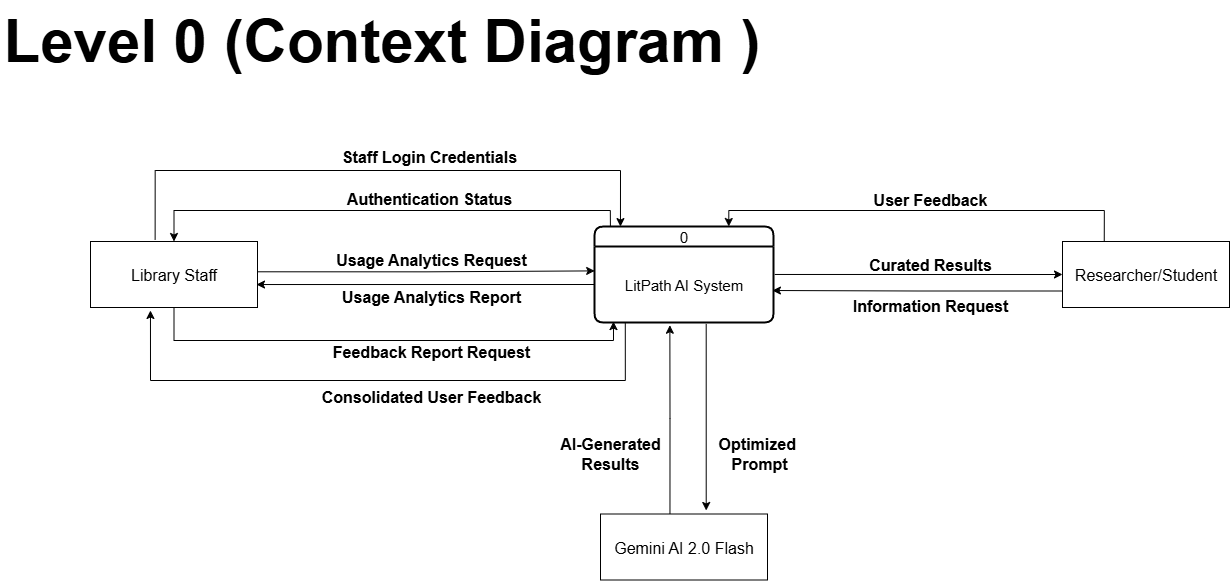 Level 0 (Context Diagram )
Staff Login Credentials
Authentication Status
User Feedback
0
Library Staff
Usage Analytics Request
LitPath AI System
Curated Results
Researcher/Student
Usage Analytics Report
Information Request
Feedback Report Request
Consolidated User Feedback
AI-Generated
Results
Optimized
Prompt
Gemini AI 2.0 Flash